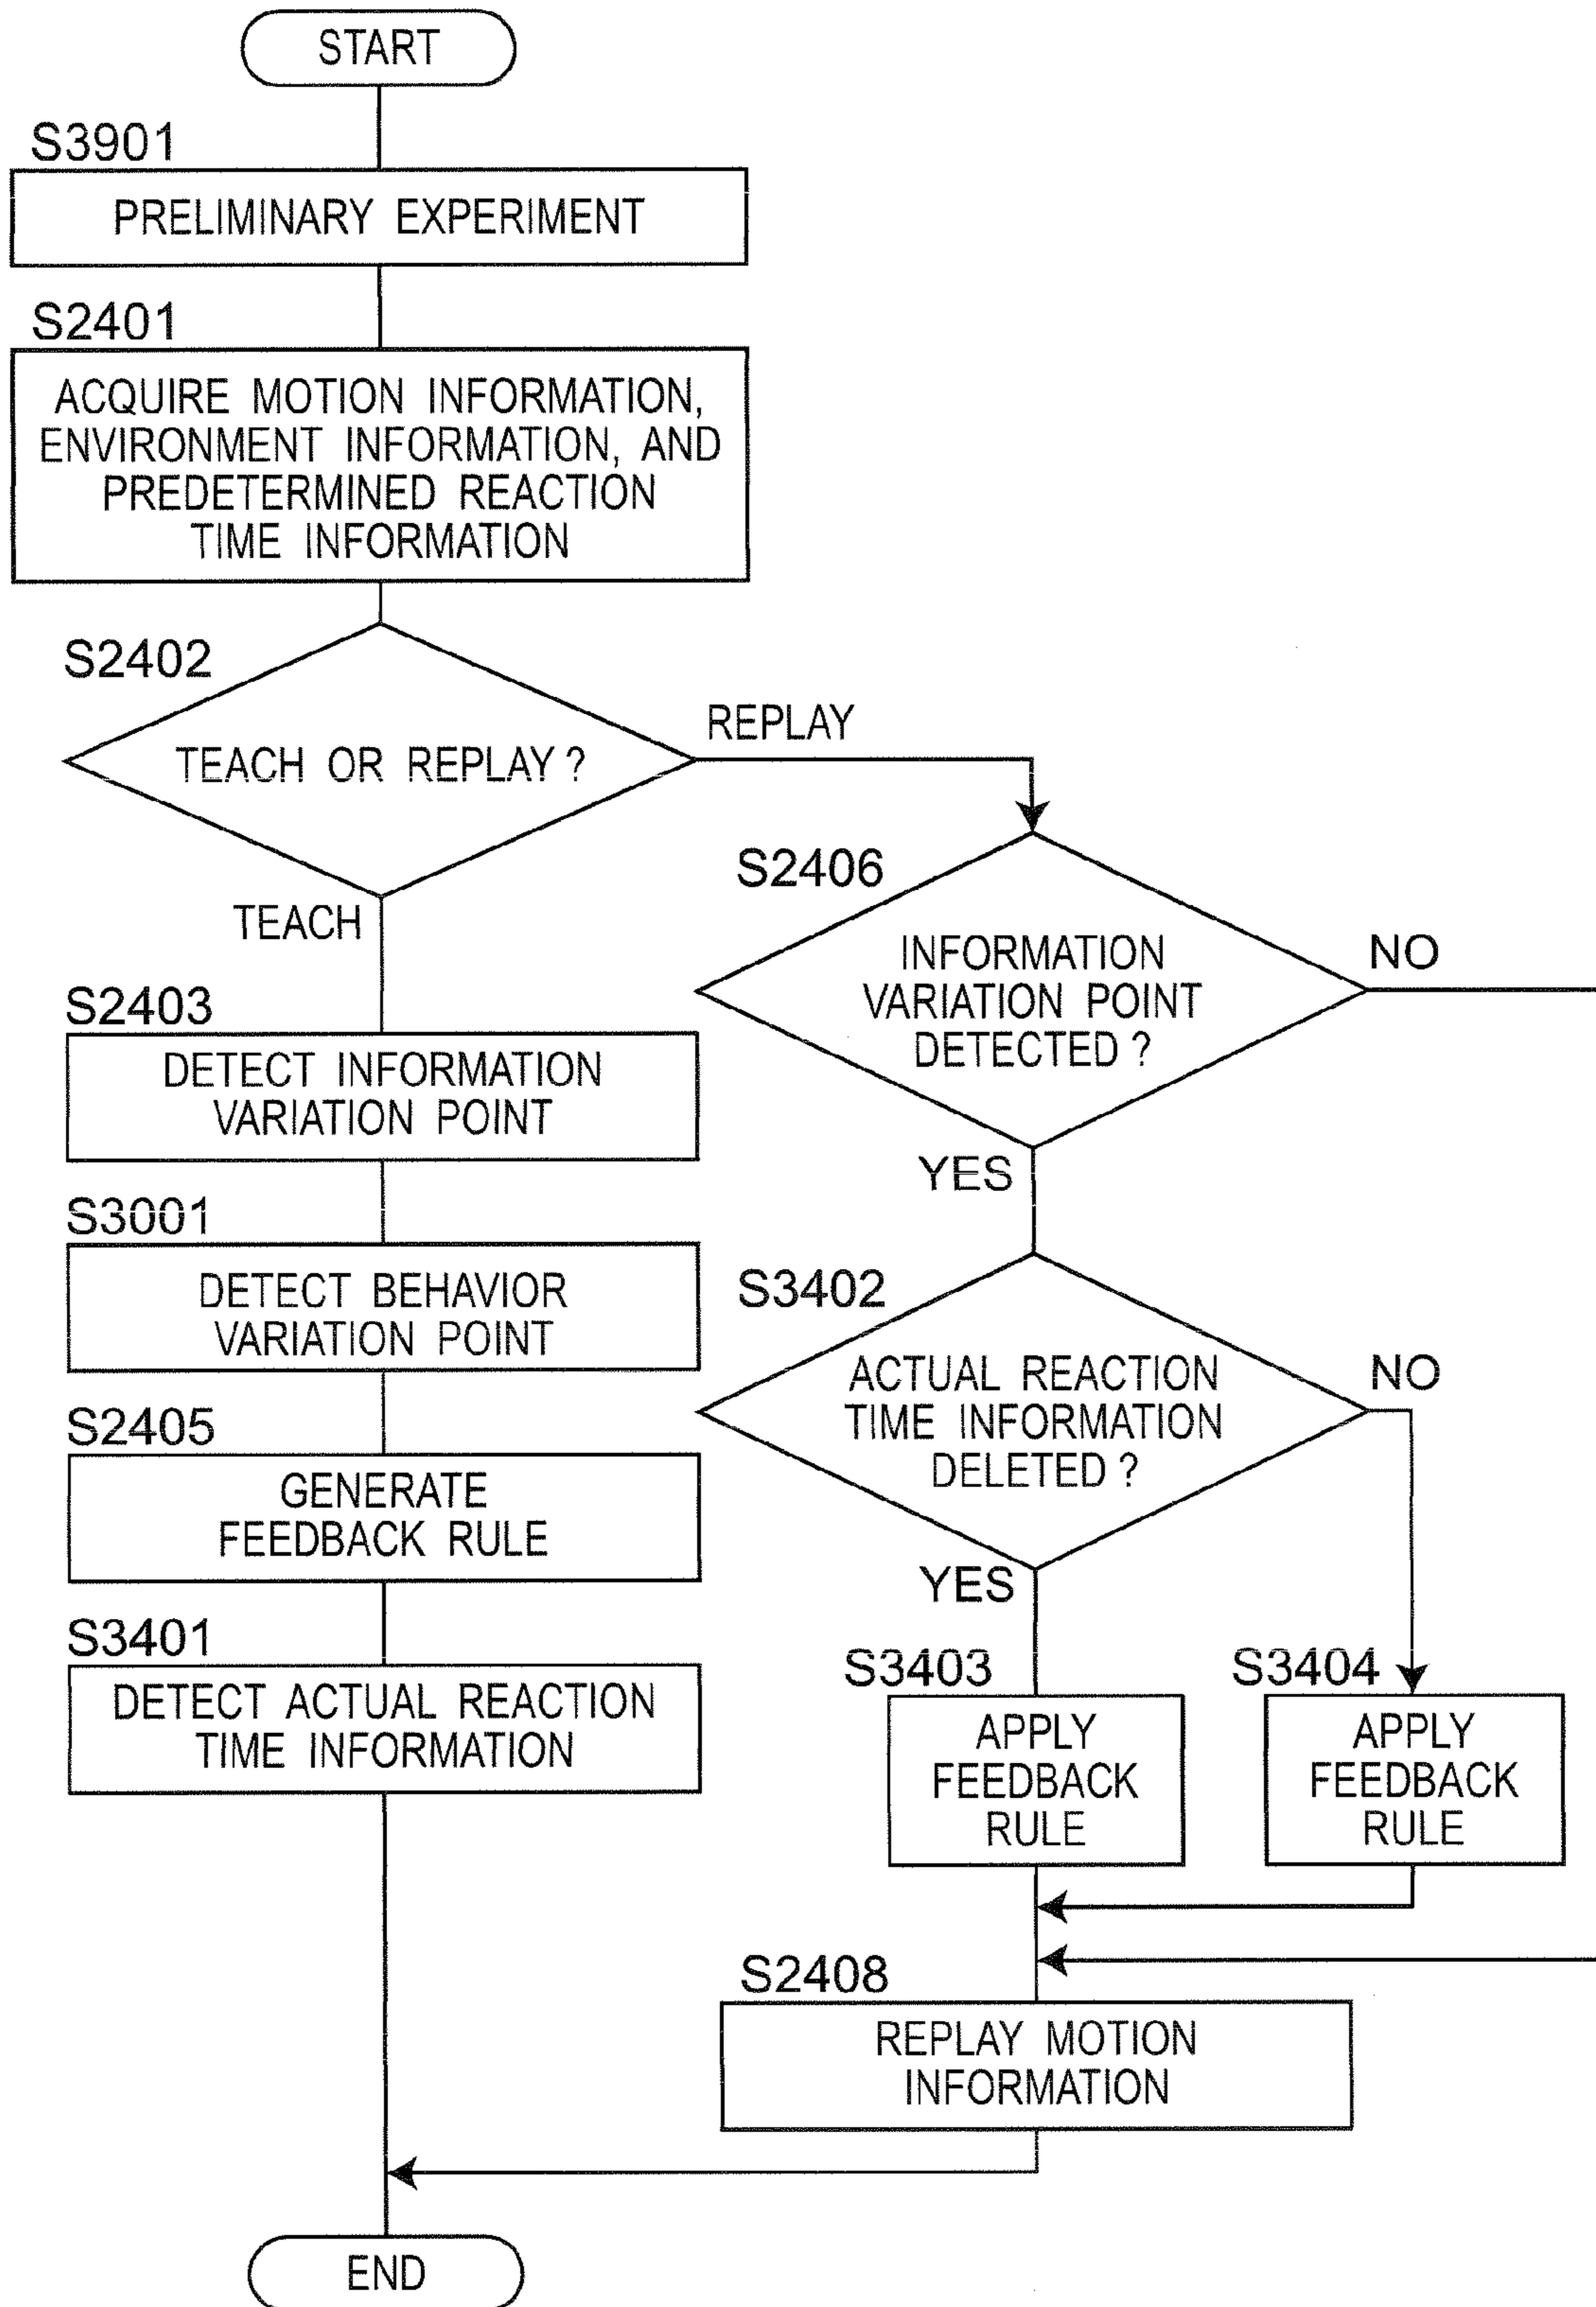 START
S3901
PRELIMINARY EXPERIMENT
S2401
ACQUIRE MOTION INFORMATION,
ENVIRONMENT INFORMATION, AND
PREDETERMINED REACTION
TIME INFORMATION
S2402
TEACH OR REPLAY ?
REPLAY
TEACH
S2403
DETECT INFORMATION
VARIATION POINT
S3001
DETECT BEHAVIOR
VARIATION POINT
S2405
GENERATE
FEEDBACK RULE
S3401
DETECT ACTUAL REACTION
TIME INFORMATION
S2406
INFORMATION
VARIATION POINT
DETECTED ?
NO
YES
S3402
ACTUAL REACTION
TIME INFORMATION
DELETED ?
NO
YES
S3403
APPLY
FEEDBACK
RULE
S3404
APPLY
FEEDBACK
RULE
S2408
REPLAY MOTION
INFORMATION
END